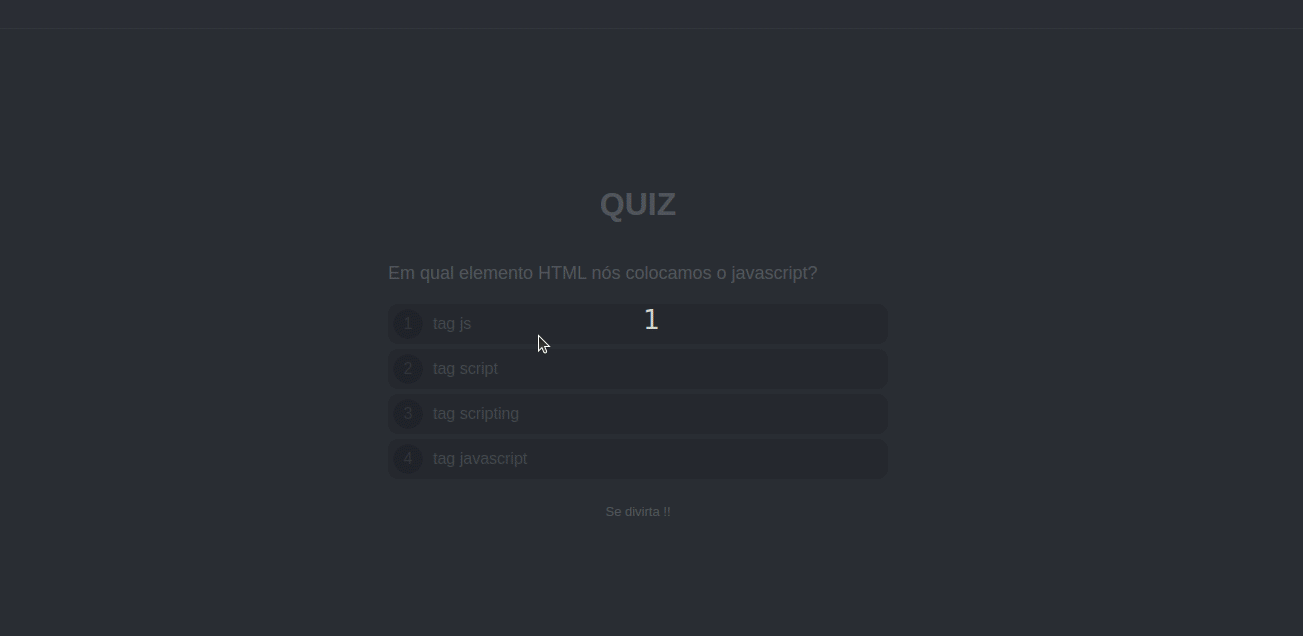 QUIZ
Em qual elemento HTML nós colocamos o javascript?
1 tag js
1
2 tag script
3 tag scripting
4 tag javascript
Se divirta !!